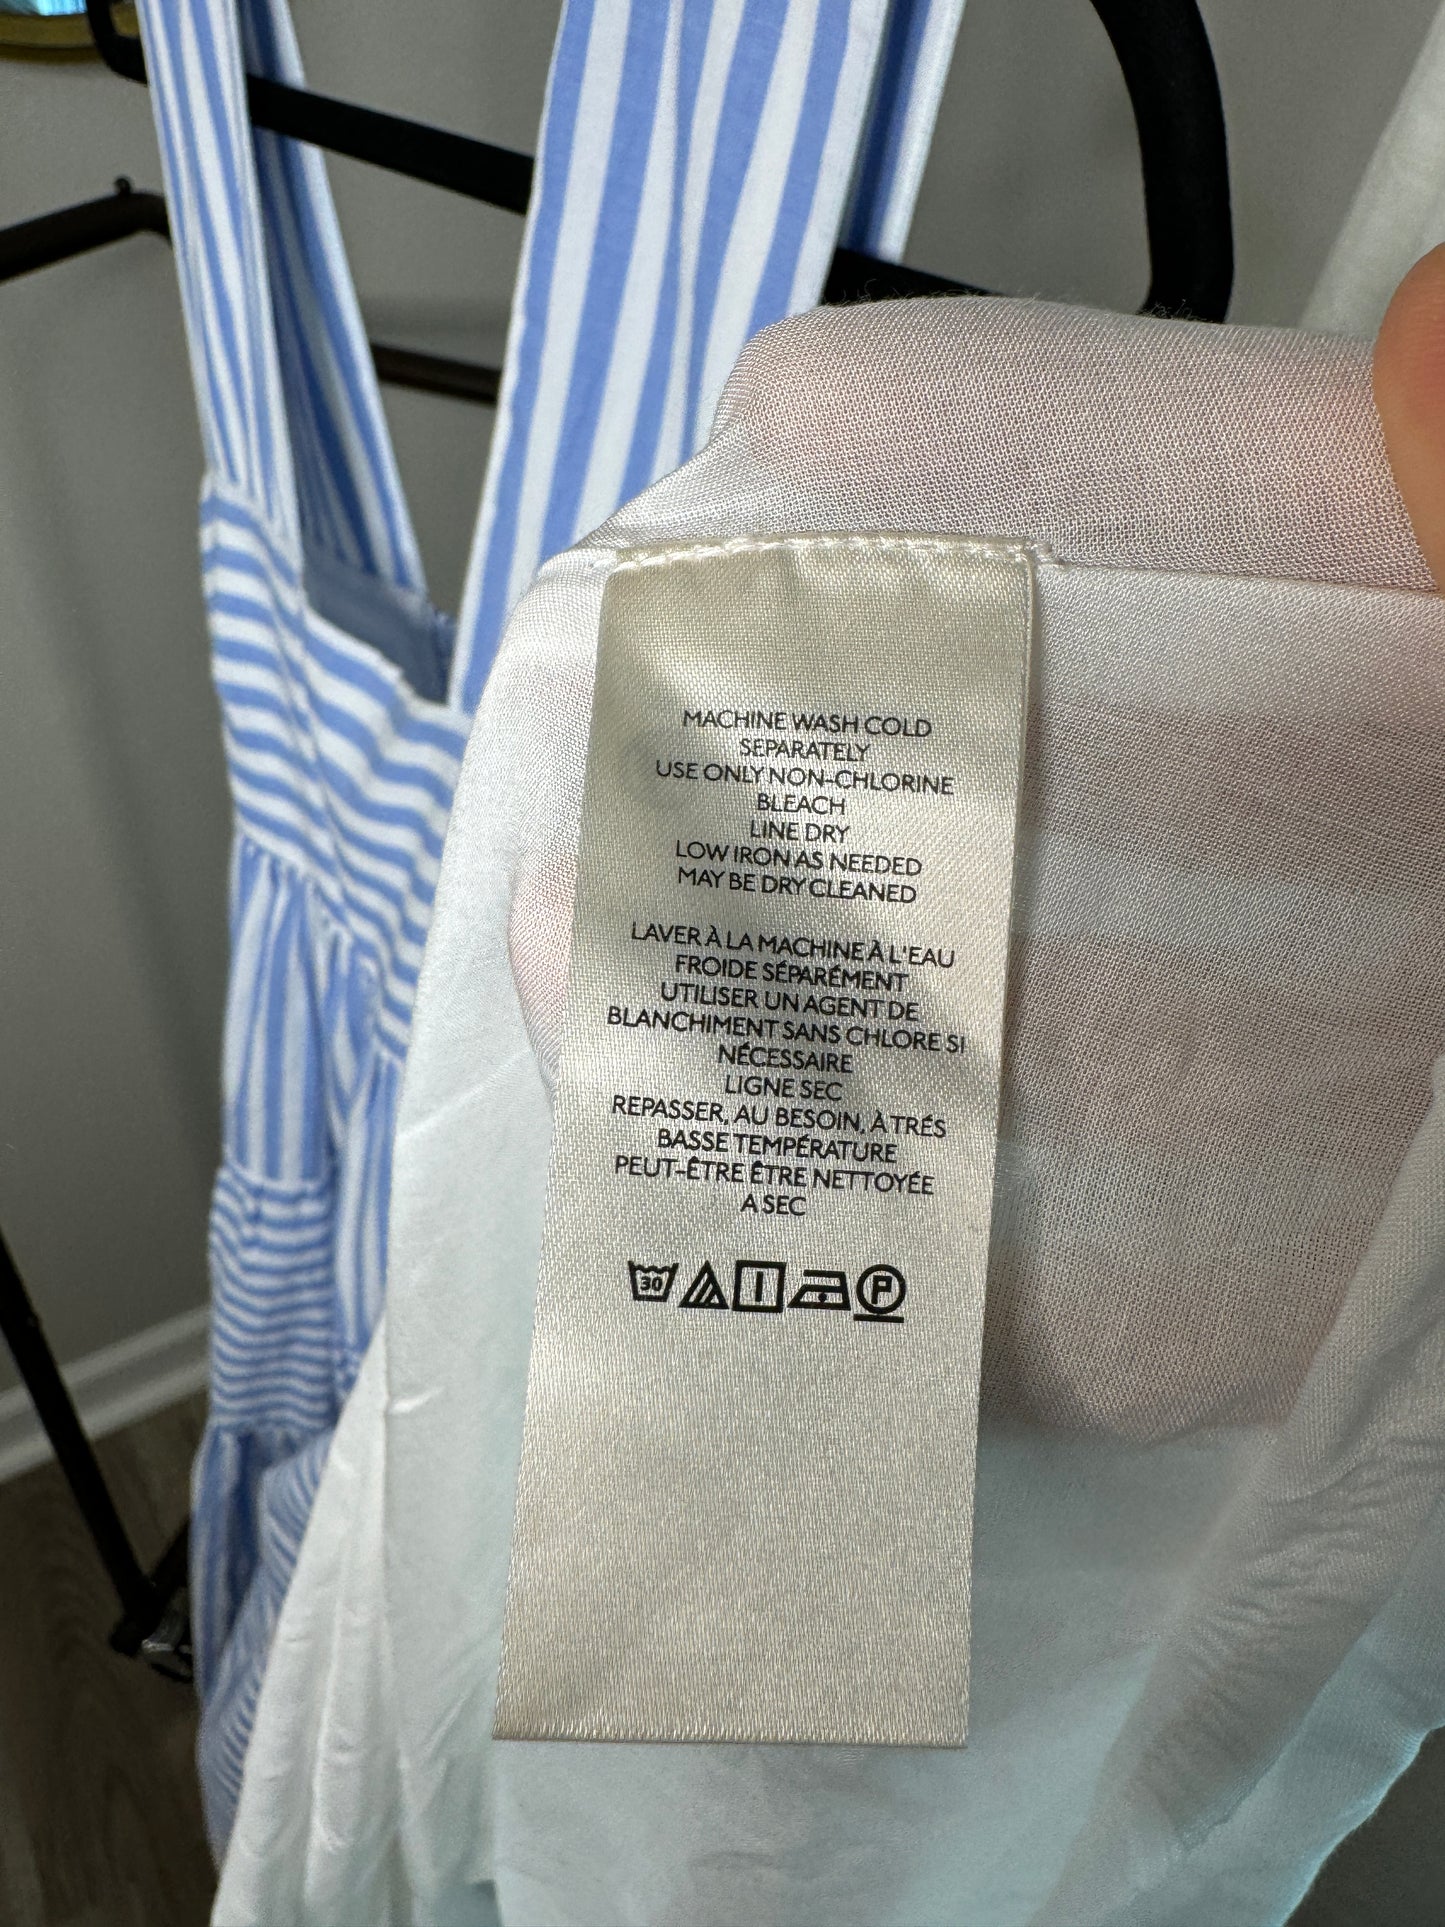 MACHINE WASH COLD
SEPARATELY
USE ONLY NON-CHLORINE
BLEACH
LINE DRY
LOW IRON AS NEEDED
MAY BE DRY CLEANED
LAVER À LA MACHINE À L'EAU
FROIDE SÉPARÉMENT
UTILISER UN AGENT DE
BLANCHIMENT SANS CHLORE SI
NÉCESSAIRE
LIGNE SEC
REPASSER, AU BESOIN, À TRÉS
BASSE TEMPÉRATURE
PEUT-ÊTRE ÊTRE NETTOYÉE
A SEC
30 P